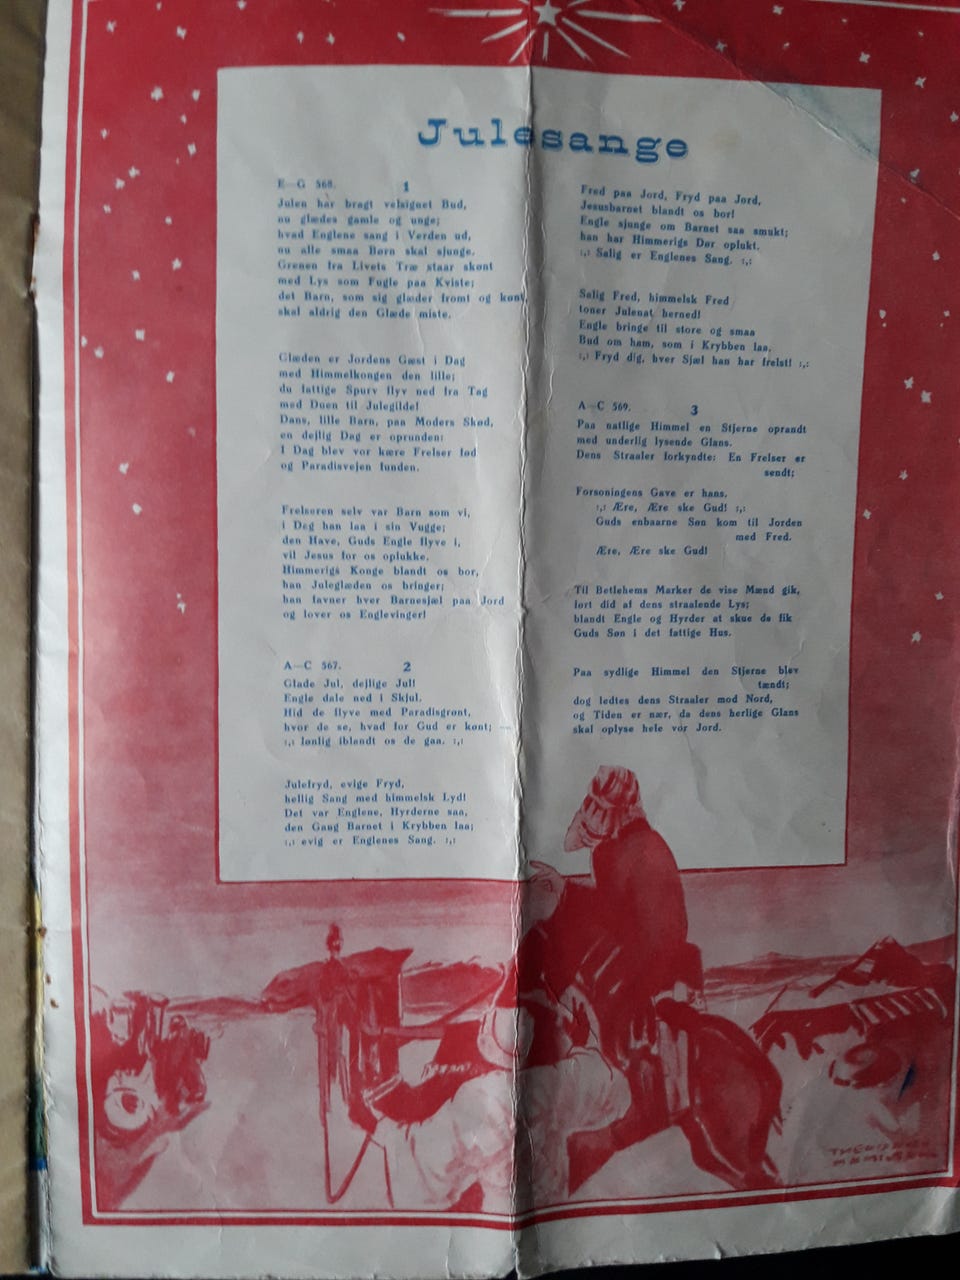 Julesange
E—G 568. 1
Julen har bragt velsignet Bud,
nu glædes gamle og unge;
hvad Englene sang i Verden ud,
nu alle smaa Børn skal sjunge.
Grenen fra Livets Træ staar skønt
med Lys som Fugle paa Kviste;
det Barn, som sig glæder fromt og kønt,
skal aldrig den Glæde miste.
Glæden er Jordens Gæst i Dag
med Himmelkongen den lille;
du fattige Spurv flyv ned fra Tag
med Duen til Julegilde!
Dans, lille Barn, paa Moders Skød,
en dejlig Dag er oprunden:
I Dag blev vor kære Frelser fød
og Paradisvejen funden.
Frelseren selv var Barn som vi,
i Dag han laa i sin Vugge;
den Have, Guds Engle flyve i,
vil Jesus for os oplukke.
Himmerigs Konge blandt os bor,
han Juleglæden os bringer;
han favner hver Barnesjæl paa Jord
og lover os Englevinger!
A—C 567. 2
Glade Jul, dejlige Jul!
Engle dale ned i Skjul.
Hid de flyve med Paradisgrønt,
hvor de se, hvad for Gud er kønt; —
:,: lønlig iblandt os de gaa. :,:
Julefryd, evige Fryd,
hellig Sang med himmelsk Lyd!
Det var Englene, Hyrderne saa,
den Gang Barnet i Krybben laa;
:,: evig er Englenes Sang. :,:
Fred paa Jord, Fryd paa Jord,
Jesusbarnet blandt os bor!
Engle sjunge om Barnet saa smukt;
han har Himmerigs Dør oplukt.
:,: Salig er Englenes Sang. :,:
Salig Fred, himmelsk Fred
toner Julenat herned!
Engle bringe til store og smaa
Bud om ham, som i Krybben laa,
:,: Fryd dig, hver Sjæl han har frelst! :,:
A—C 569. 3
Paa natlige Himmel en Stjerne oprandt
med underlig lysende Glans.
Dens Straaler forkyndte: En Frelser er
sendt;
Forsoningens Gave er hans.
:,: Ære, Ære ske Gud! :,:
Guds enbaarne Søn kom til Jorden
med Fred.
Ære, Ære ske Gud!
Til Betlehems Marker de vise Mænd gik,
ført did af dens straalende Lys;
blandt Engle og Hyrder at skue de fik
Guds Søn i det fattige Hus.
Paa sydlige Himmel den Stjerne blev
tændt;
dog ledtes dens Straaler mod Nord,
og Tiden er nær, da dens herlige Glans
skal oplyse hele vor Jord.